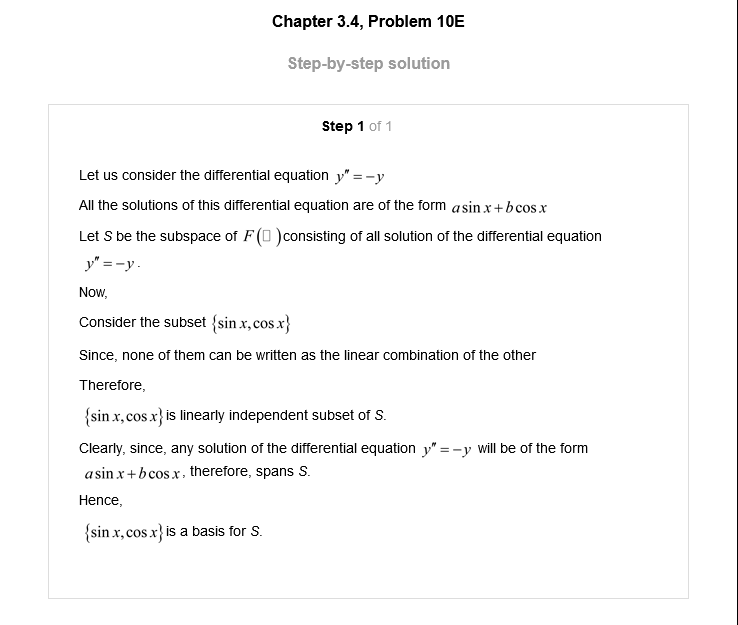 Chapter 3.4, Problem 10E
Step-by-step solution
Step 1 of 1
Let us consider the differential equation y″ = −y
All the solutions of this differential equation are of the form a sin x + b cos x
Let S be the subspace of F(▯ )consisting of all solution of the differential equation
y″ = −y.
Now,
Consider the subset {sin x, cos x}
Since, none of them can be written as the linear combination of the other
Therefore,
{sin x, cos x} is linearly independent subset of S.
Clearly, since, any solution of the differential equation y″ = −y will be of the form
a sin x + b cos x, therefore, spans S.
Hence,
{sin x, cos x} is a basis for S.